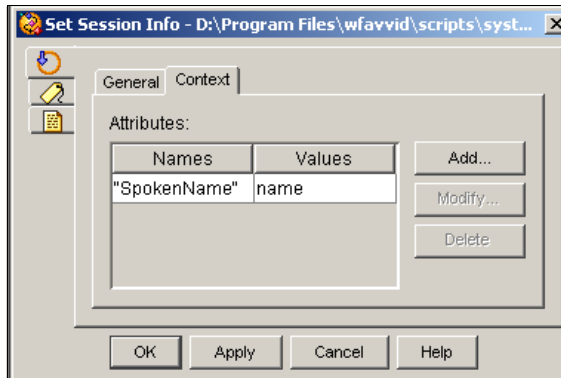 Set Session Info - D:\Program Files\wfavvid\scripts\syst...
General Context
Attributes:
Names Values
"SpokenName" name
Add...
Modify...
Delete
OK Apply Cancel Help